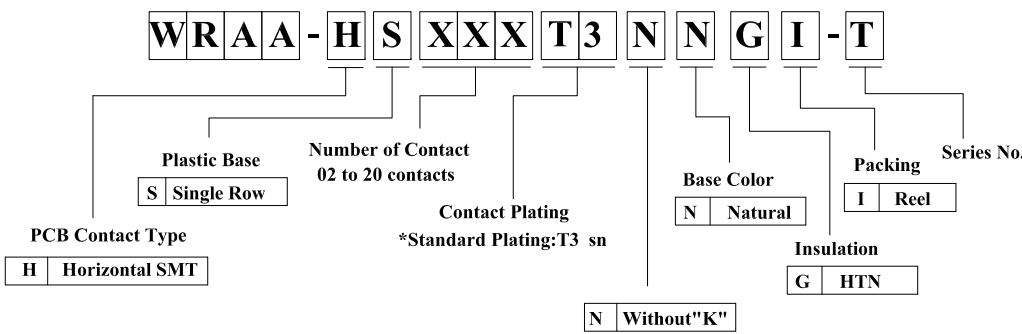 WRAA-HSXXXT3NNGI-T
Plastic Base
S Single Row
Number of Contact
02 to 20 contacts
Series No.
Packing
I Reel
Base Color
N Natural
Contact Plating
*Standard Plating:T3 sn
PCB Contact Type
H Horizontal SMT
Insulation
G HTN
N Without"K"